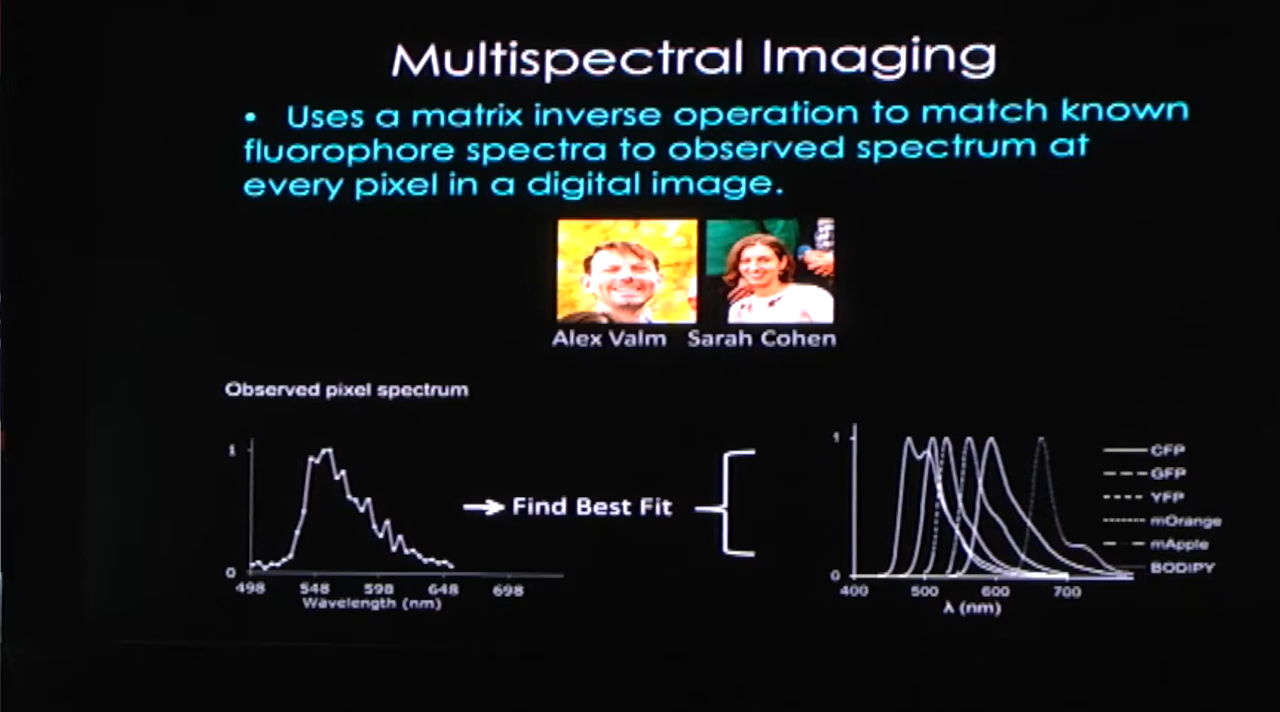 Multispectral Imaging
• Uses a matrix inverse operation to match known
fluorophore spectra to observed spectrum at
every pixel in a digital image.
Alex Valm
Sarah Cohen
Observed pixel spectrum
1
0
498 548 598 648 698
Wavelength (nm)
Find Best Fit
1
0
400 500 600 700
λ (nm)
CFP
GFP
YFP
mOrange
mApple
BODIPY